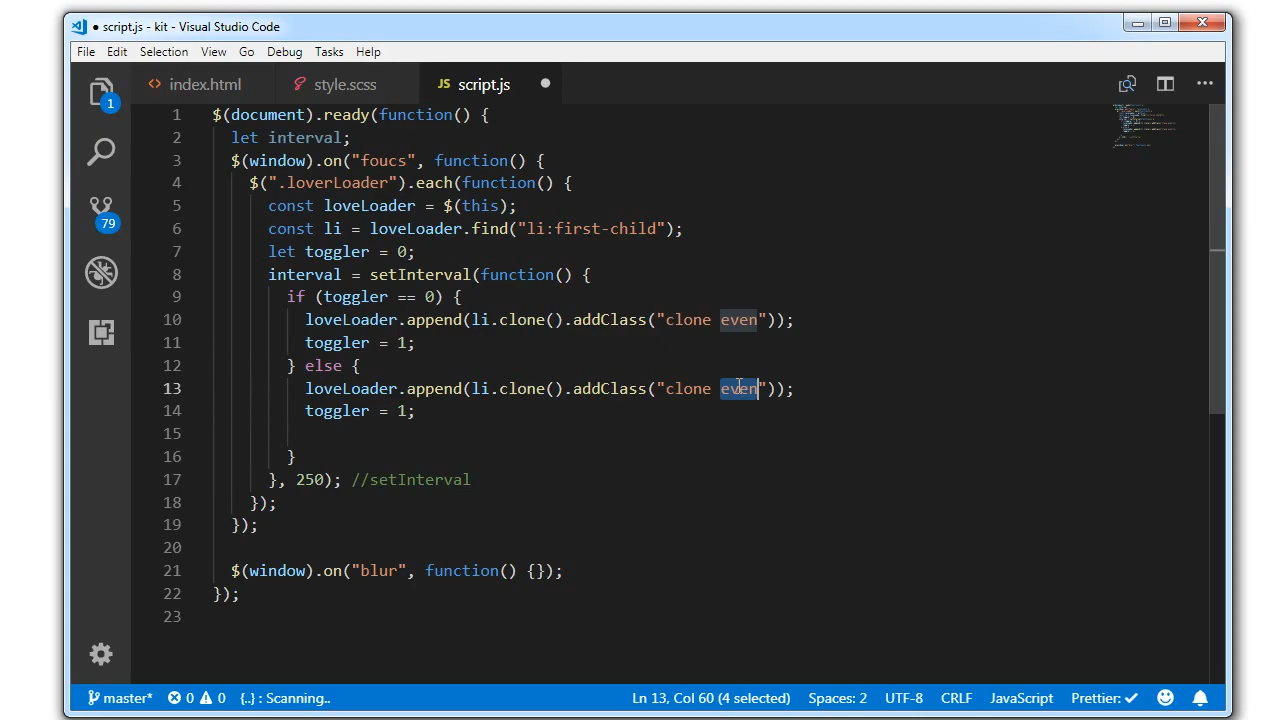 ● script.js - kit - Visual Studio Code
File Edit Selection View Go Debug Tasks Help
index.html style.scss JS script.js
1 $(document).ready(function() {
2 let interval;
3 $(window).on("foucs", function() {
4 $(".loverLoader").each(function() {
5 const loveLoader = $(this);
6 const li = loveLoader.find("li:first-child");
7 let toggler = 0;
8 interval = setInterval(function() {
9 if (toggler == 0) {
10 loveLoader.append(li.clone().addClass("clone even"));
11 toggler = 1;
12 } else {
13 loveLoader.append(li.clone().addClass("clone even"));
14 toggler = 1;
15
16 }
17 }, 250); //setInterval
18 });
19 });
20
21 $(window).on("blur", function() {});
22 });
23
1
79
master* 0 0 {..} : Scanning.. Ln 13, Col 60 (4 selected) Spaces: 2 UTF-8 CRLF JavaScript Prettier: ✓